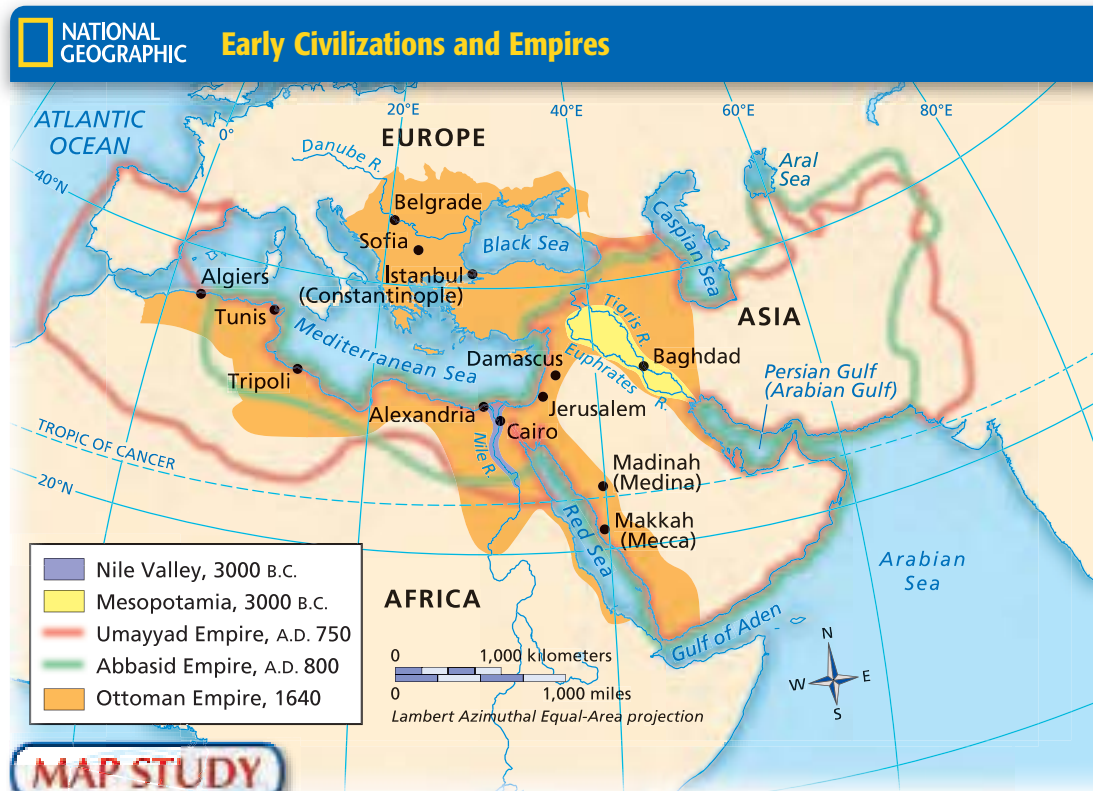 NATIONAL
GEOGRAPHIC
Early Civilizations and Empires
ATLANTIC
OCEAN
0°
20°E
40°E
60°E
80°E
40°N
EUROPE
Danube R.
Aral
Sea
Belgrade
Sofia
Black Sea
Caspian Sea
Istanbul
(Constantinople)
Algiers
Tunis
Tigris R.
ASIA
Mediterranean Sea
Damascus
Euphrates R.
Baghdad
Persian Gulf
(Arabian Gulf)
Tripoli
Alexandria
Jerusalem
Cairo
TROPIC OF CANCER
Nile R.
Madinah
(Medina)
20°N
Red Sea
Makkah
(Mecca)
Arabian
Sea
AFRICA
Gulf of Aden
Nile Valley, 3000 B.C.
Mesopotamia, 3000 B.C.
Umayyad Empire, A.D. 750
Abbasid Empire, A.D. 800
Ottoman Empire, 1640
0 1,000 kilometers
0 1,000 miles
Lambert Azimuthal Equal-Area projection
N
W E
S
MAP STUDY